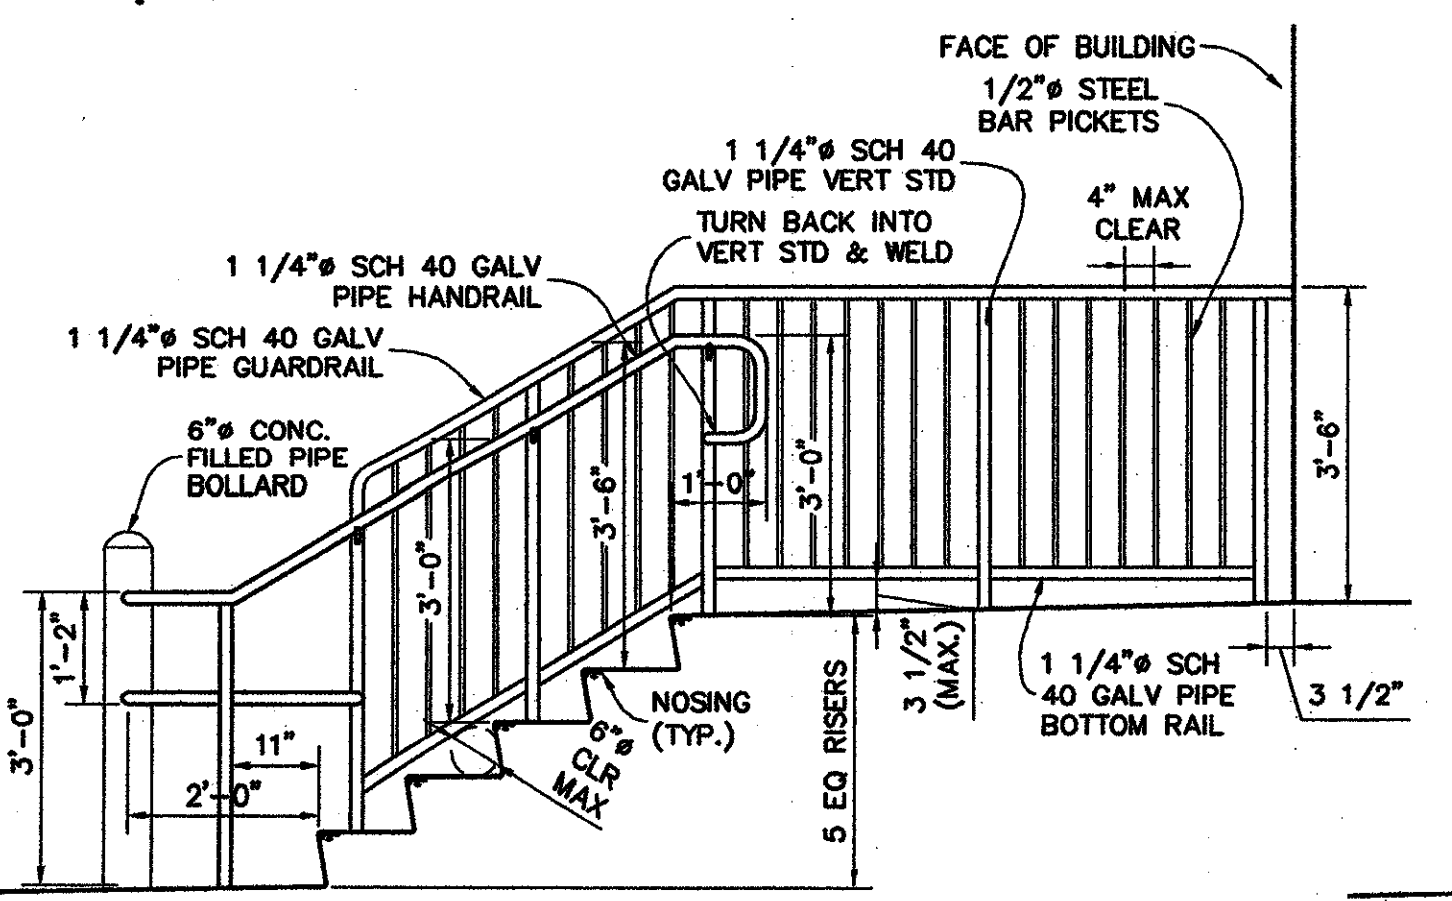 FACE OF BUILDING
1/2"ø STEEL
BAR PICKETS
1 1/4"ø SCH 40
GALV PIPE VERT STD
4" MAX
CLEAR
TURN BACK INTO
VERT STD & WELD
1 1/4"ø SCH 40 GALV
PIPE HANDRAIL
1 1/4"ø SCH 40 GALV
PIPE GUARDRAIL
6"ø CONC.
FILLED PIPE
BOLLARD
3'-6"
1'-0"
3'-0"
3'-6"
3'-0"
1'-2"
3'-0"
11"
2'-0"
NOSING
(TYP.)
6"ø
CLR
MAX
5 EQ RISERS
3 1/2"
(MAX.)
1 1/4"ø SCH
40 GALV PIPE
BOTTOM RAIL
3 1/2"